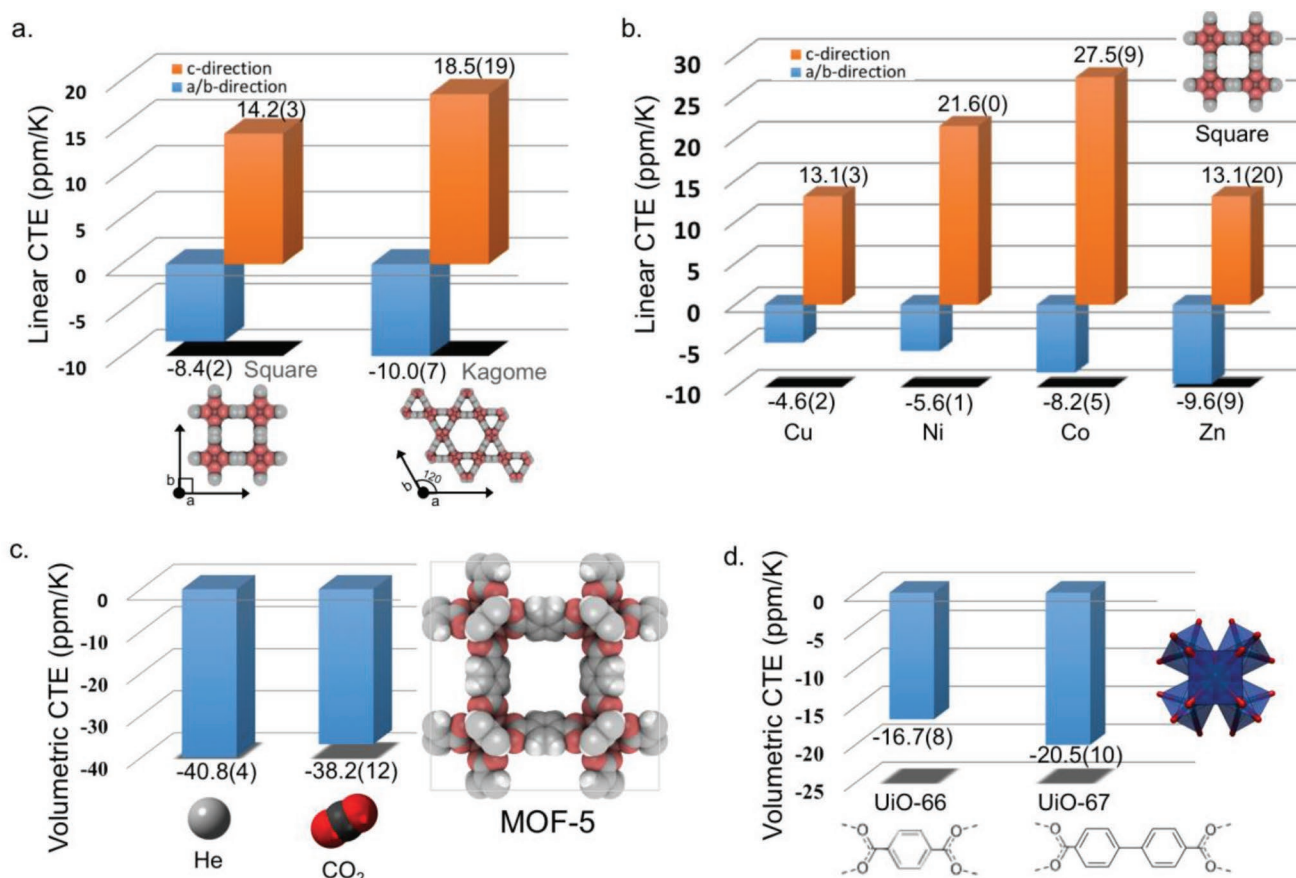 a.
Linear CTE (ppm/K)
c-direction
a/b-direction
20
15
10
5
0
-5
-10
14.2(3)
18.5(19)
-8.4(2)
Square
-10.0(7)
Kagome
b
a
b
120
a
b.
Linear CTE (ppm/K)
c-direction
a/b-direction
30
25
20
15
10
5
0
-5
-10
13.1(3)
21.6(0)
27.5(9)
13.1(20)
Square
-4.6(2)
-5.6(1)
-8.2(5)
-9.6(9)
Cu
Ni
Co
Zn
c.
Volumetric CTE (ppm/K)
0
-10
-20
-30
-40
-40.8(4)
-38.2(12)
He
CO2
MOF-5
d.
Volumetric CTE (ppm/K)
0
-5
-10
-15
-20
-25
-16.7(8)
-20.5(10)
UiO-66
UiO-67
O
O
O
O
O
O
O
O